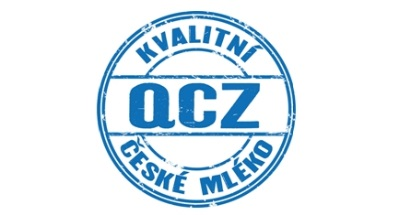 KVALITNÍ
QCZ
ČESKÉ MLÉKO